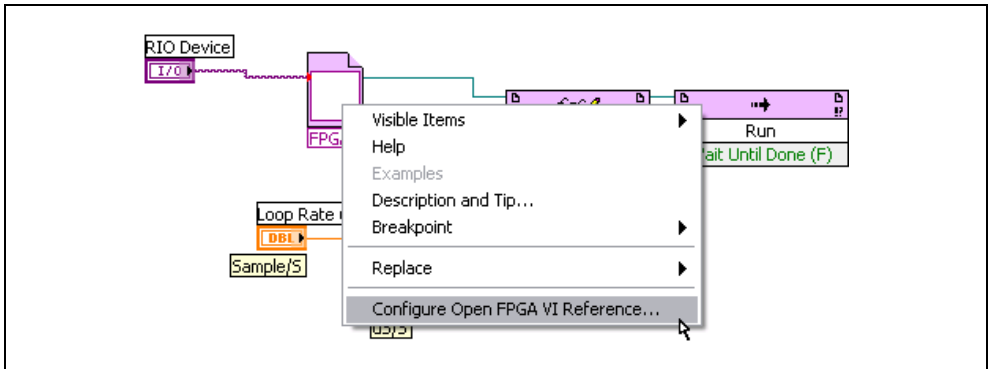 RIO Device
I/O
FPGA
Visible Items
Help
Examples
Description and Tip...
Breakpoint
Replace
Configure Open FPGA VI Reference...
Run
ait Until Done (F)
Loop Rate
DBL
Sample/S
uS/S